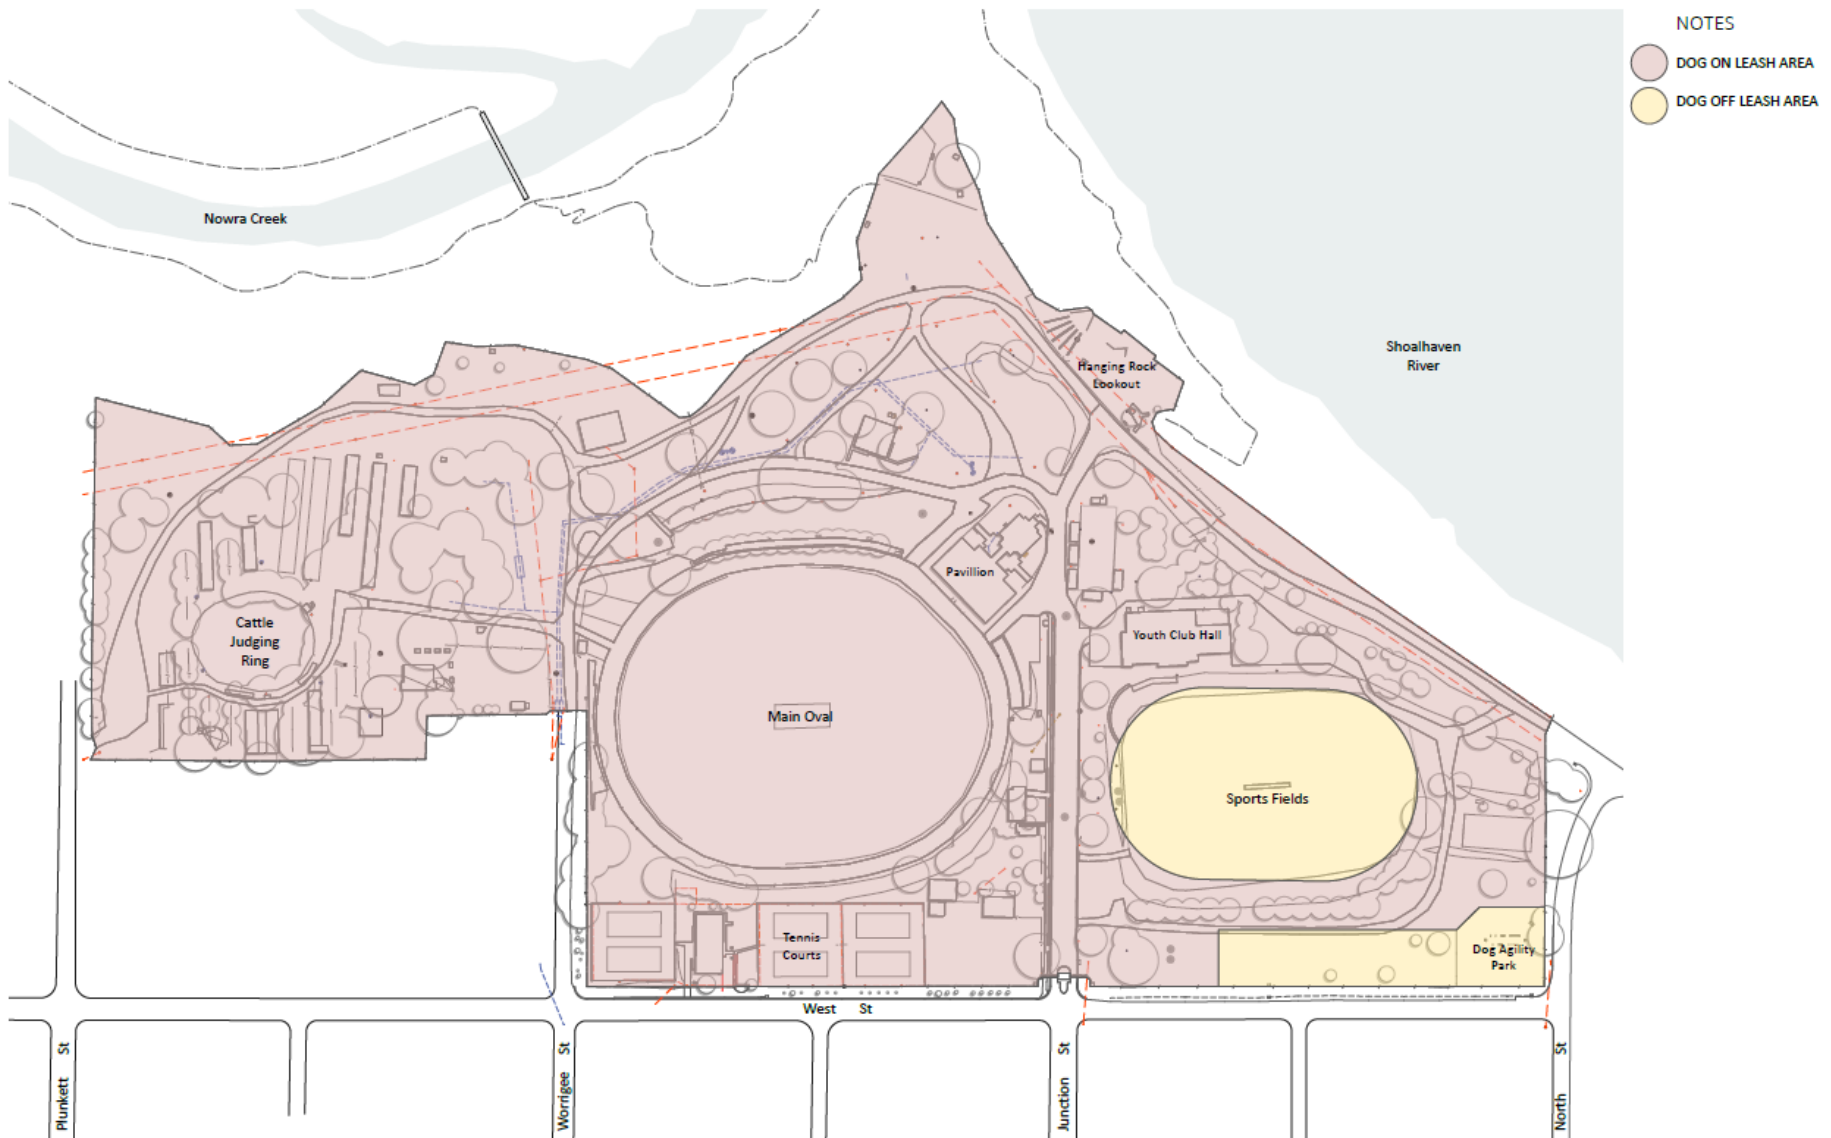 NOTES
DOG ON LEASH AREA
DOG OFF LEASH AREA
Nowra Creek
Shoalhaven
River
Hanging Rock
Lookout
Pavillion
Cattle
Judging
Ring
Youth Club Hall
Main Oval
Sports Fields
Tennis
Courts
Dog Agility
Park
West St
Plunkett St
Worrigee St
Junction St
North St